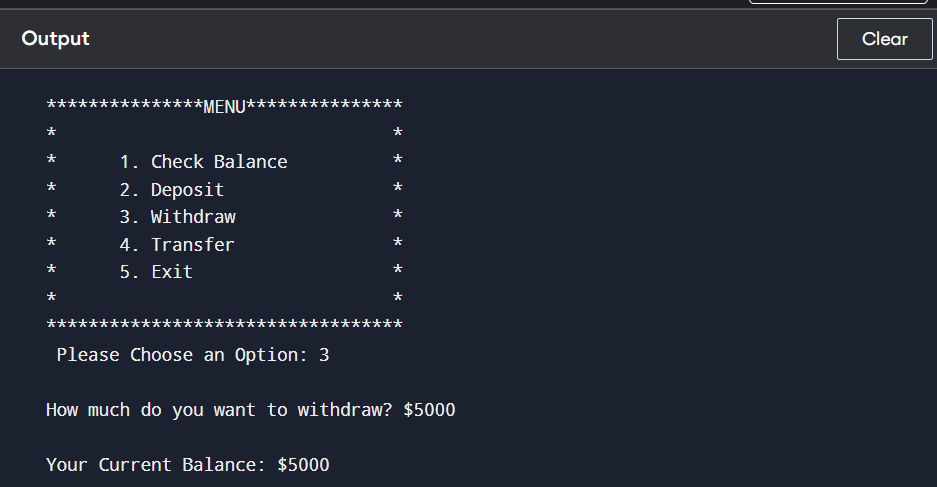 Output
Clear
***************MENU***************
* *
* 1. Check Balance *
* 2. Deposit *
* 3. Withdraw *
* 4. Transfer *
* 5. Exit *
* *
**********************************
Please Choose an Option: 3
How much do you want to withdraw? $5000
Your Current Balance: $5000